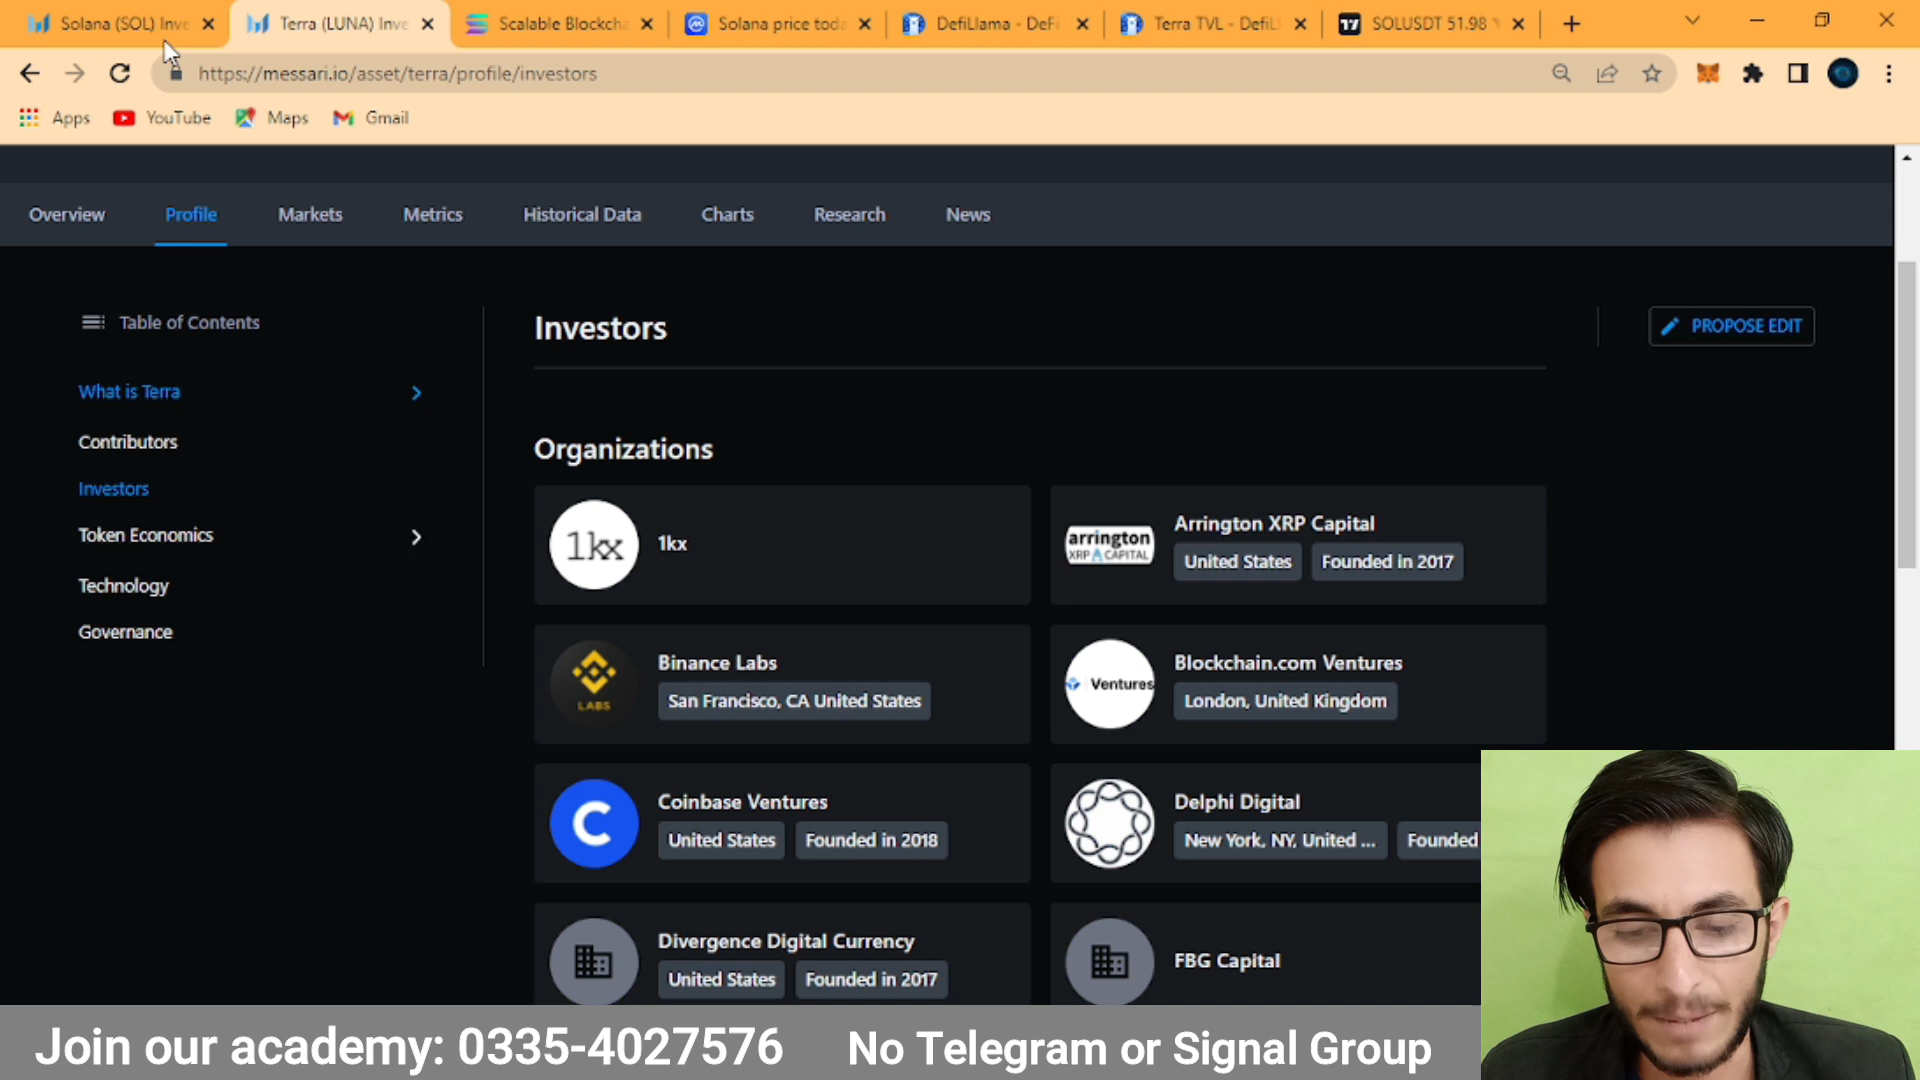 Solana (SOL) Inve
Terra (LUNA) Inve
Scalable Blockcha
Solana price toda
DefiLlama - DeFi
Terra TVL - DefiL
SOLUSDT 51.98
https://messari.io/asset/terra/profile/investors
Apps
YouTube
Maps
Gmail
Overview
Profile
Markets
Metrics
Historical Data
Charts
Research
News
Table of Contents
What is Terra
Contributors
Investors
Token Economics
Technology
Governance
Investors
PROPOSE EDIT
Organizations
1kx
1kx
arrington
XRP CAPITAL
Arrington XRP Capital
United States
Founded in 2017
LABS
Binance Labs
San Francisco, CA United States
Ventures
Blockchain.com Ventures
London, United Kingdom
Coinbase Ventures
United States
Founded in 2018
Delphi Digital
New York, NY, United ...
Founded
Divergence Digital Currency
United States
Founded in 2017
FBG Capital
Join our academy: 0335-4027576
No Telegram or Signal Group